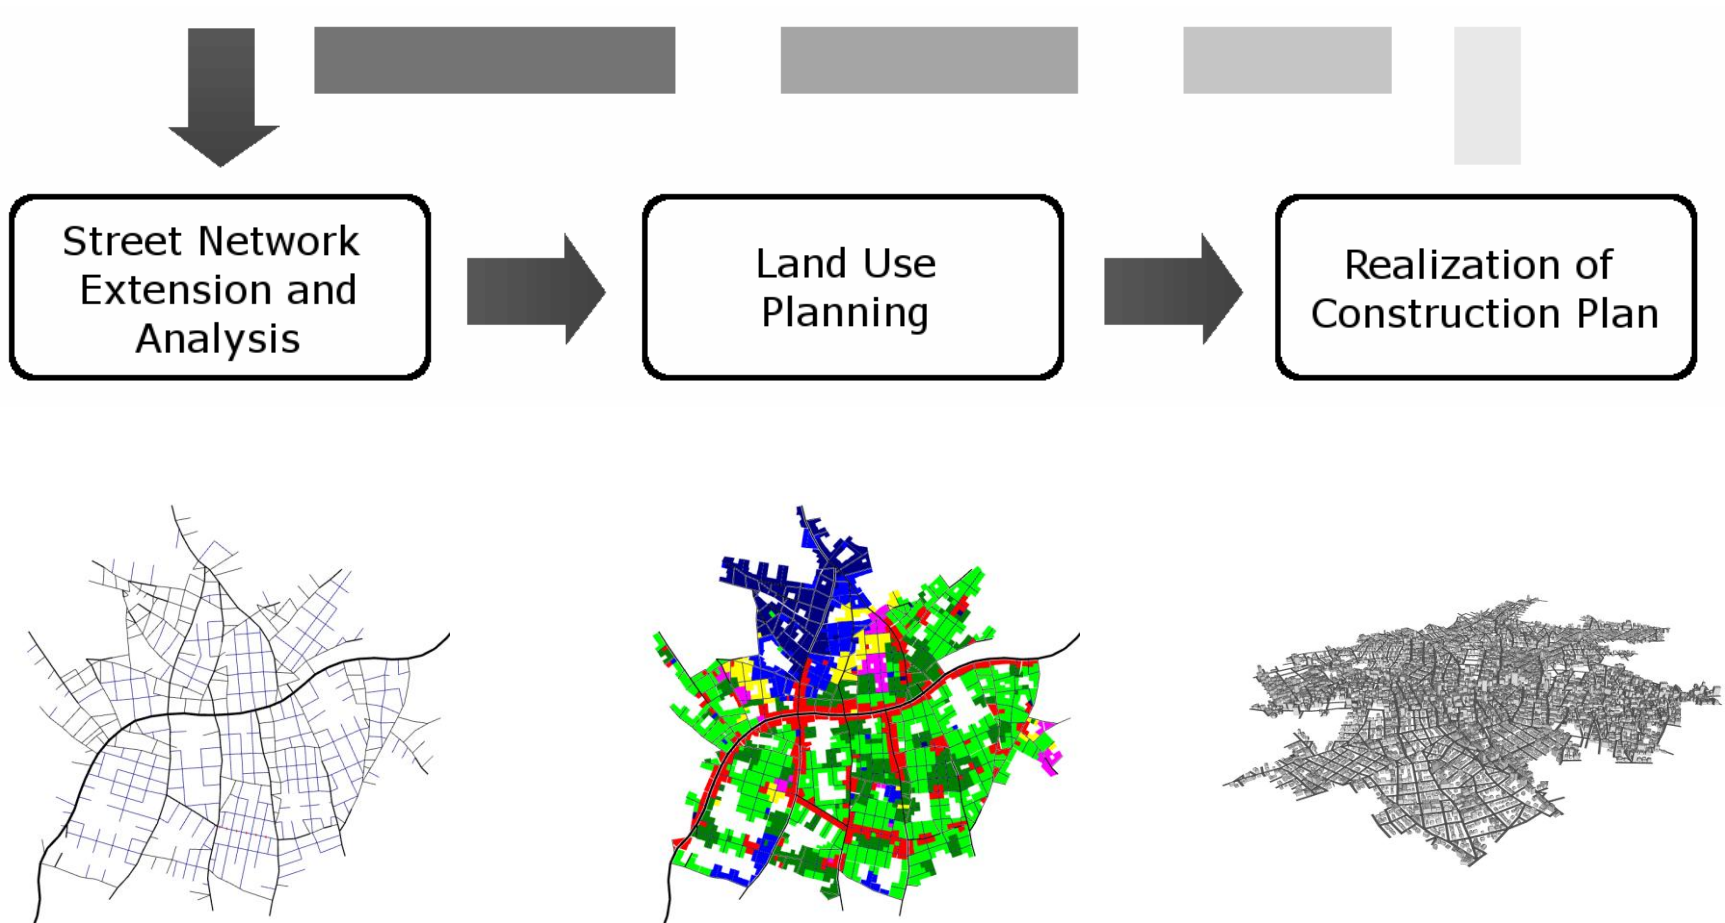 Street Network
Extension and
Analysis
Land Use
Planning
Realization of
Construction Plan